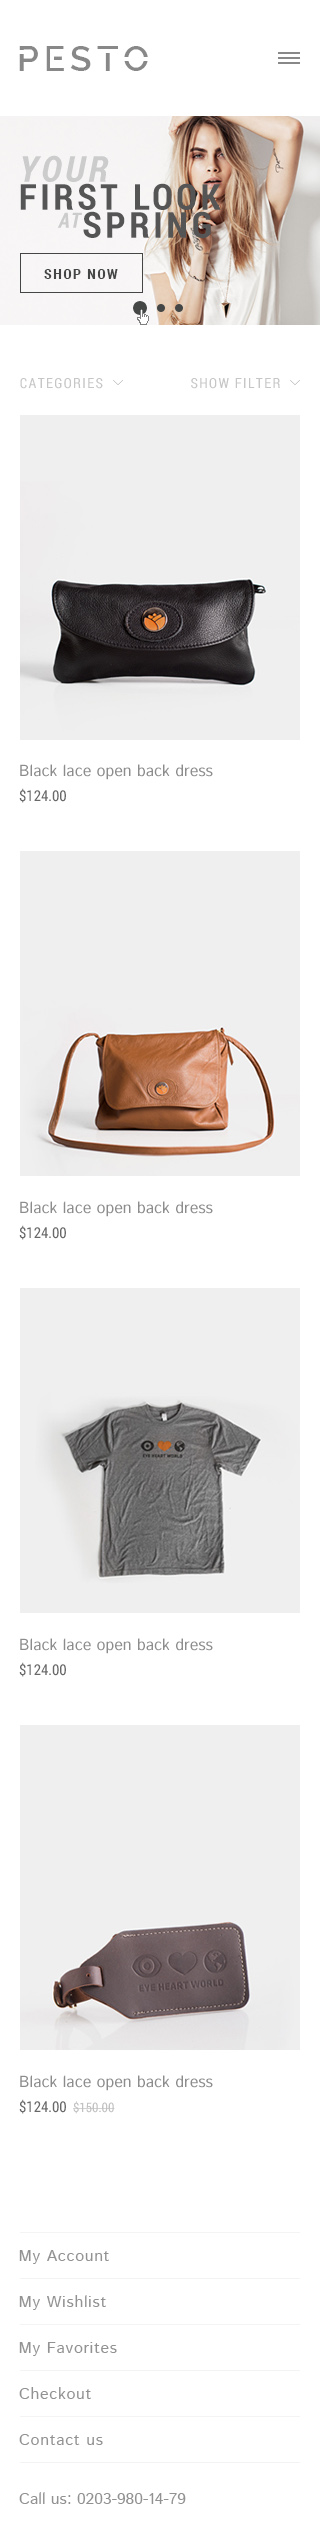 PESTO
YOUR
FIRST LOOK
AT SPRING
SHOP NOW
CATEGORIES
SHOW FILTER
Black lace open back dress
$124.00
Black lace open back dress
$124.00
EYE HEART WORLD
Black lace open back dress
$124.00
EYE HEART WORLD
Black lace open back dress
$124.00 $150.00
My Account
My Wishlist
My Favorites
Checkout
Contact us
Call us: 0203-980-14-79